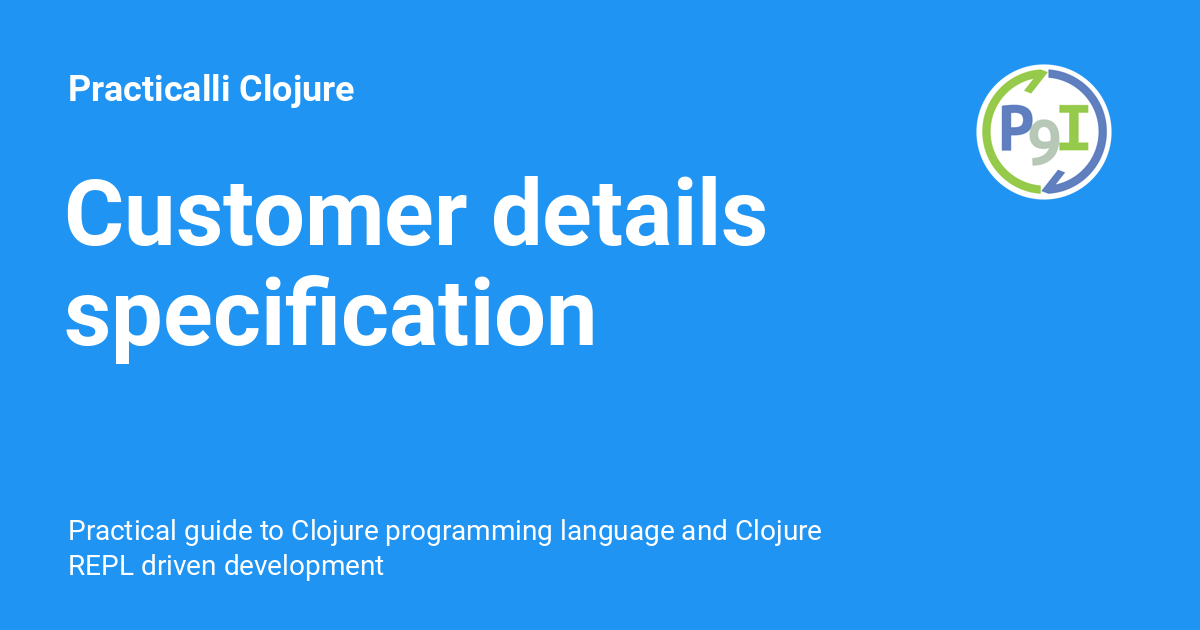 Practicalli Clojure
P9I
Customer details
specification
Practical guide to Clojure programming language and Clojure
REPL driven development